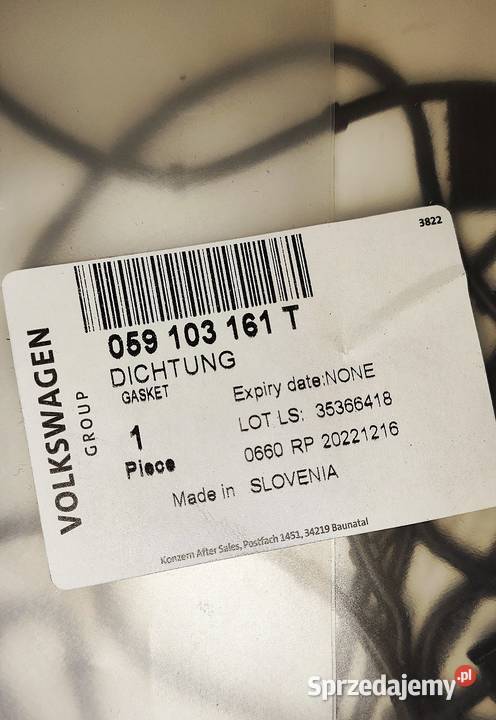 3822
VOLKSWAGEN
GROUP
059 103 161 T
DICHTUNG
GASKET
1
Piece
Expiry date:NONE
LOT LS: 35366418
0660 RP 20221216
Made in SLOVENIA
Konzern After Sales, Postfach 1451, 34219 Baunatal
Sprzedajemy.pl